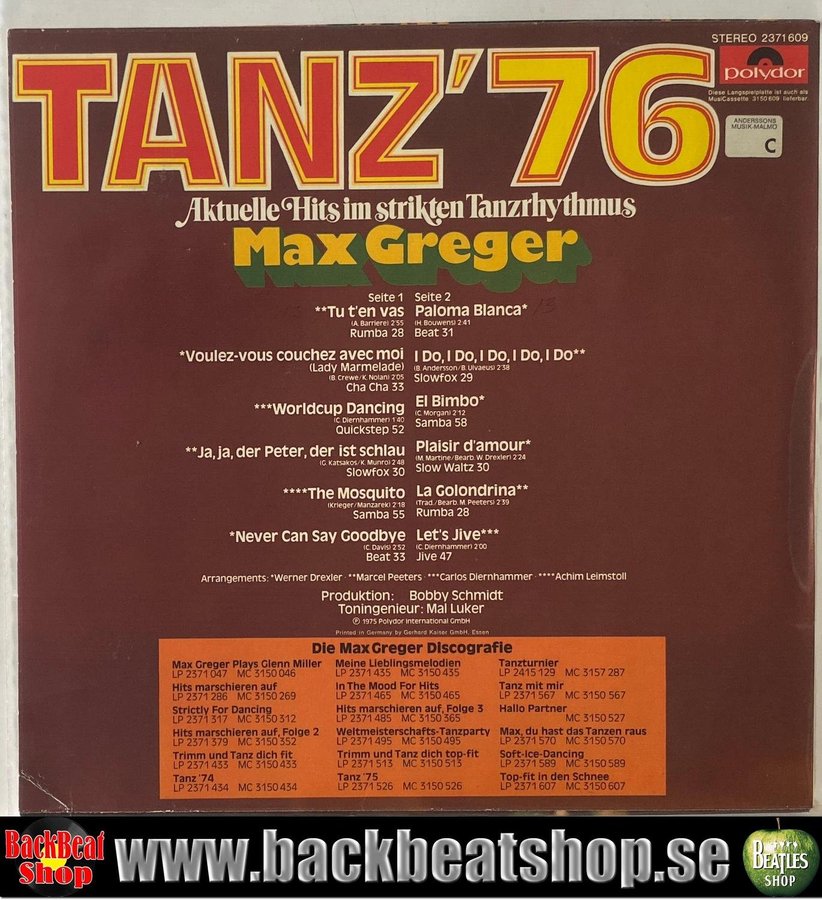 STEREO 2371609
TANZ'76
polydor
Diese Langspielplatte ist auch als
MusiCassette 3150 609 lieferbar.
ANDERSSONS
MUSIK-MALMÖ
C
Aktuelle Hits im strikten Tanzrhythmus
Max Greger
Seite 1
**Tu t'en vas
(A. Barriere) 2'55
Rumba 28
*Voulez-vous couchez avec moi
(Lady Marmelade)
(B. Crewe/K. Nolan) 2'05
Cha Cha 33
***Worldcup Dancing
(C. Diernhammer) 1'40
Quickstep 52
**Ja, ja, der Peter, der ist schlau
(G. Katsakos/K. Munro) 2'48
Slowfox 30
****The Mosquito
(Krieger/Manzarek) 2'18
Samba 55
*Never Can Say Goodbye
(C. Davis) 2'52
Beat 33
Seite 2
Paloma Blanca*
(H. Bouwens) 2'41
Beat 31
I Do, I Do, I Do, I Do, I Do**
(B. Andersson/B. Ulvaeus) 2'38
Slowfox 29
El Bimbo*
(C. Morgan) 2'12
Samba 58
Plaisir d'amour*
(M. Martine/Bearb. W. Drexler) 2'24
Slow Waltz 30
La Golondrina**
(Trad./Bearb. M. Peeters) 2'39
Rumba 28
Let's Jive***
(C. Diernhammer) 2'00
Jive 47
Arrangements: *Werner Drexler · **Marcel Peeters · ***Carlos Diernhammer · ****Achim Leimstoll
Produktion: Bobby Schmidt
Toningenieur: Mal Luker
℗ 1975 Polydor International GmbH
Printed in Germany by Gerhard Kaiser GmbH, Essen
Die Max Greger Discografie
Max Greger Plays Glenn Miller
LP 2371 047 MC 3150 046
Hits marschieren auf
LP 2371 286 MC 3150 269
Strictly For Dancing
LP 2371 317 MC 3150 312
Hits marschieren auf, Folge 2
LP 2371 379 MC 3150 352
Trimm und Tanz dich fit
LP 2371 433 MC 3150 433
Tanz '74
LP 2371 434 MC 3150 434
Meine Lieblingsmelodien
LP 2371 435 MC 3150 435
In The Mood For Hits
LP 2371 465 MC 3150 465
Hits marschieren auf, Folge 3
LP 2371 485 MC 3150 365
Weltmeisterschafts-Tanzparty
LP 2371 495 MC 3150 495
Trimm und Tanz dich top-fit
LP 2371 513 MC 3150 513
Tanz '75
LP 2371 526 MC 3150 526
Tanzturnier
LP 2415 129 MC 3157 287
Tanz mit mir
LP 2371 567 MC 3150 567
Hallo Partner
MC 3150 527
Max, du hast das Tanzen raus
LP 2371 570 MC 3150 570
Soft-Ice-Dancing
LP 2371 589 MC 3150 589
Top-fit in den Schnee
LP 2371 607 MC 3150 607
BackBeat
Shop
www.backbeatshop.se
BEATLES
SHOP